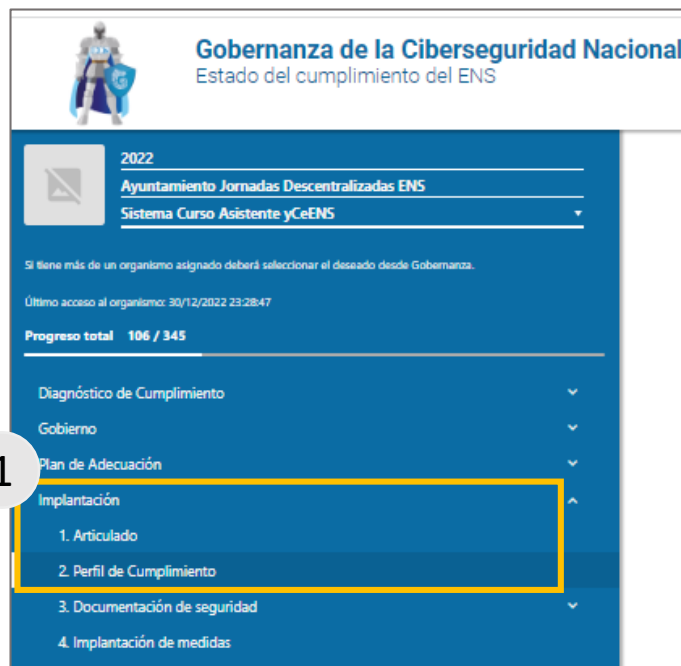 Gobernanza de la Ciberseguridad Nacional
Estado del cumplimiento del ENS
2022
Ayuntamiento Jornadas Descentralizadas ENS
Sistema Curso Asistente yCeENS
Si tiene más de un organismo asignado deberá seleccionar el deseado desde Gobernanza.
Último acceso al organismo: 30/12/2022 23:28:47
Progreso total 106 / 345
Diagnóstico de Cumplimiento
Gobierno
1
Plan de Adecuación
Implantación
1. Articulado
2. Perfil de Cumplimiento
3. Documentación de seguridad
4. Implantación de medidas